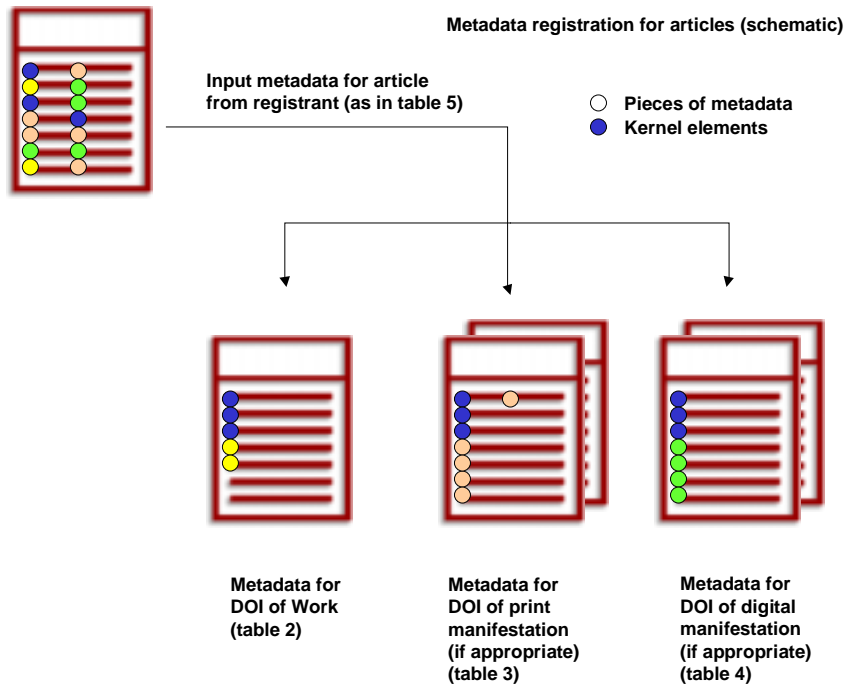 Metadata registration for articles (schematic)
Input metadata for article
from registrant (as in table 5)
Pieces of metadata
Kernel elements
Metadata for
DOI of Work
(table 2)
Metadata for
DOI of print
manifestation
(if appropriate)
(table 3)
Metadata for
DOI of digital
manifestation
(if appropriate)
(table 4)